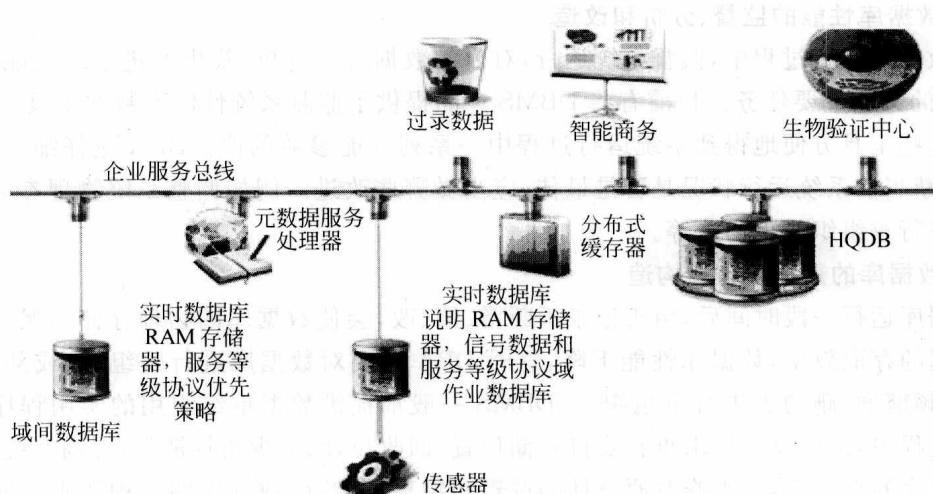 过录数据
智能商务
生物验证中心
企业服务总线
元数据服务
处理器
分布式
缓存器
HQDB
实时数据库
RAM 存储
器，服务等
级协议优先
策略
实时数据库
说明 RAM 存储
器，信号数据和
服务等级协议域
作业数据库
域间数据库
传感器